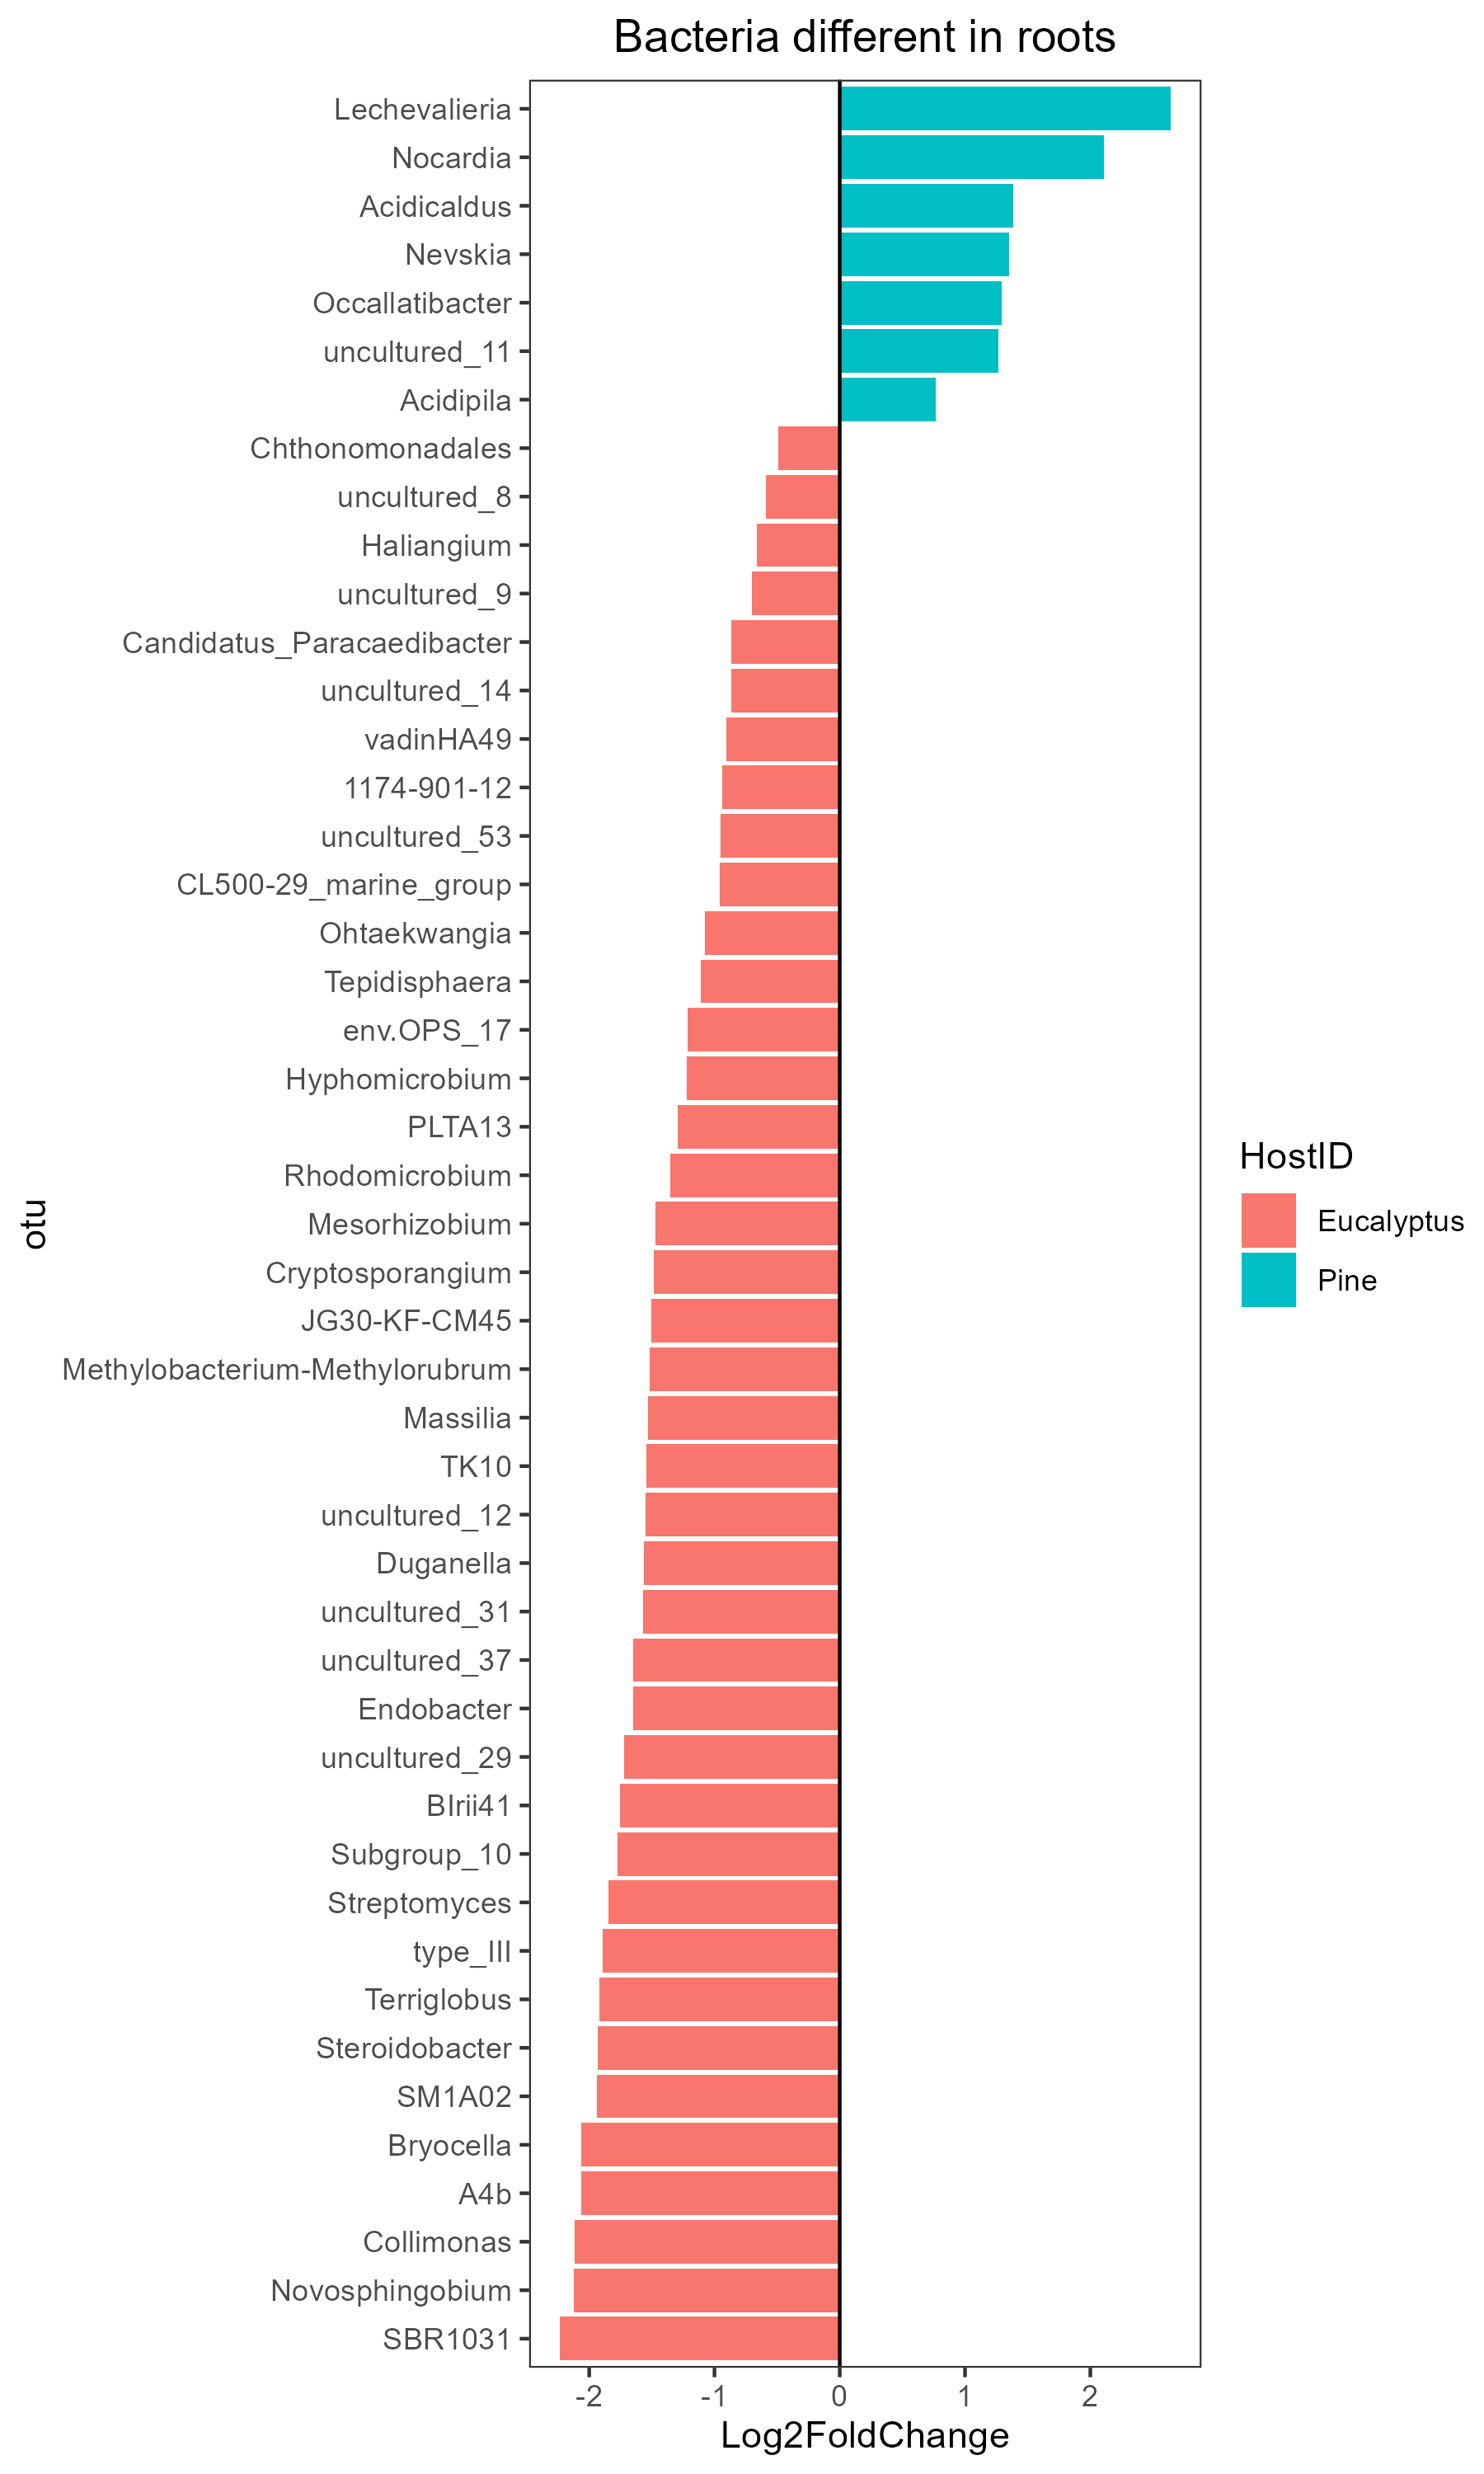 Bacteria different in roots
Lechevalieria
Nocardia
Acidicaldus
Nevskia
Occallatibacter
uncultured_11
Acidipila
Chthonomonadales
uncultured_8
Haliangium
uncultured_9
Candidatus_Paracaedibacter
uncultured_14
vadinHA49
1174-901-12
uncultured_53
CL500-29_marine_group
Ohtaekwangia
Tepidisphaera
env.OPS_17
Hyphomicrobium
PLTA13
Rhodomicrobium
Mesorhizobium
Cryptosporangium
JG30-KF-CM45
Methylobacterium-Methylorubrum
Massilia
TK10
uncultured_12
Duganella
uncultured_31
uncultured_37
Endobacter
uncultured_29
BIrii41
Subgroup_10
Streptomyces
type_III
Terriglobus
Steroidobacter
SM1A02
Bryocella
A4b
Collimonas
Novosphingobium
SBR1031
otu
-2 -1 0 1 2
Log2FoldChange
HostID
Eucalyptus
Pine